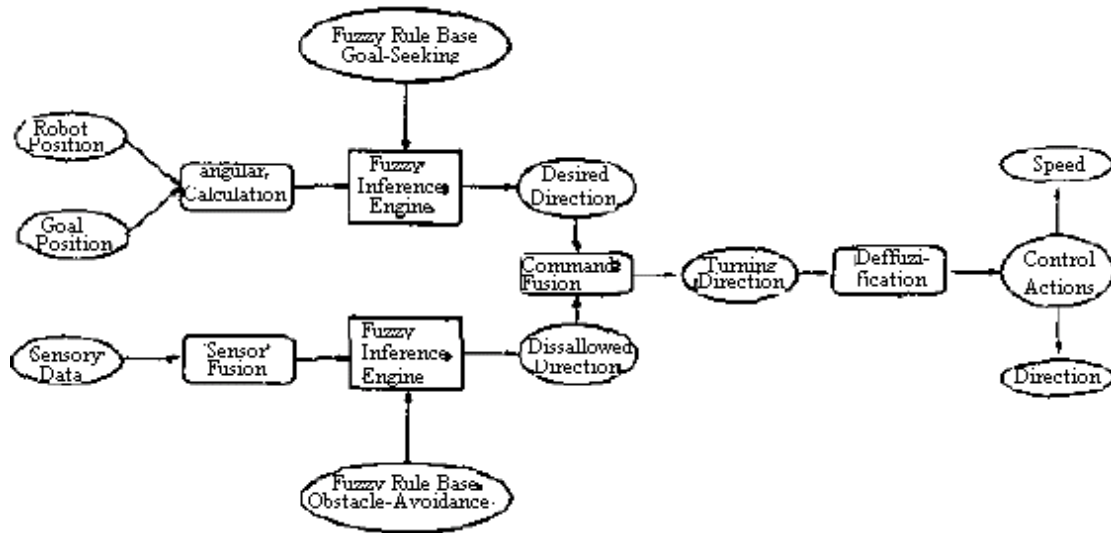 Fuzzy Rule Base
Goal-Seeking
Robot
Position
angular
Calculation
Goal
Position
Fuzzy
Inference
Engine
Desired
Direction
Command
Fusion
Turning
Direction
Deffuzi-
fication
Speed
Control
Actions
Direction
Sensory
Data
Sensor
Fusion
Fuzzy
Inference
Engine
Dissallowed
Direction
Fuzzy Rule Base
Obstacle-Avoidance